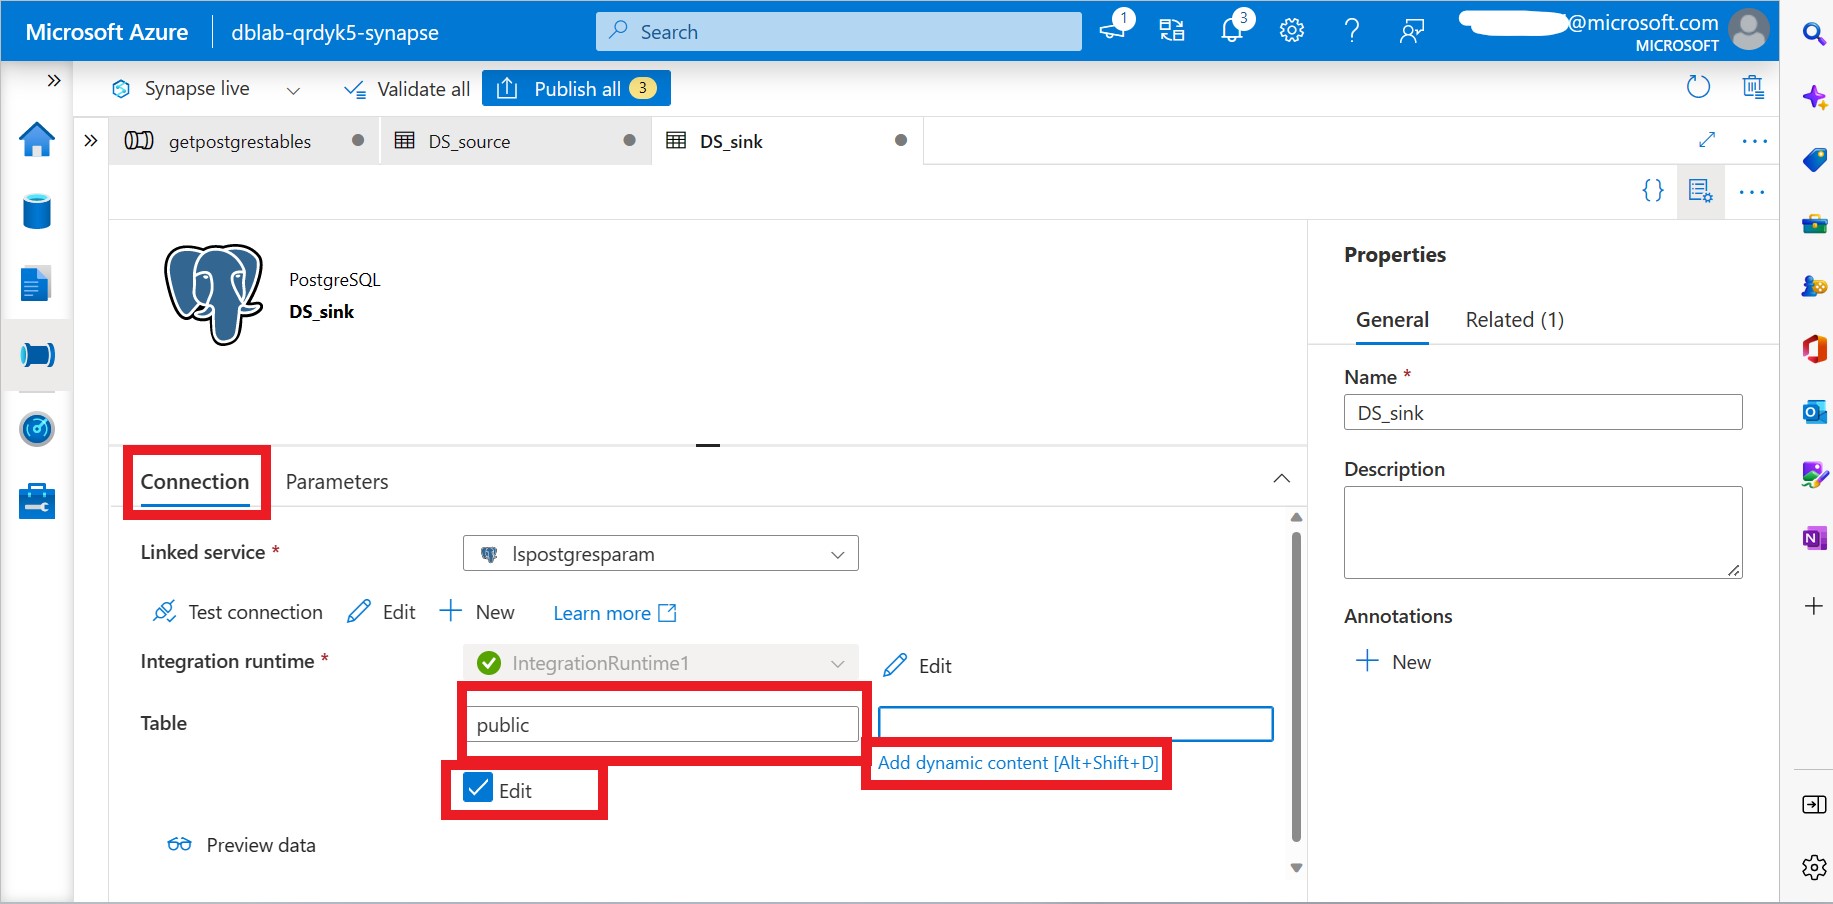 Microsoft Azure
dblab-qrdyk5-synapse
Search
1
3
@microsoft.com
MICROSOFT
Synapse live
Validate all
Publish all 3
getpostgrestables
DS_source
DS_sink
PostgreSQL
DS_sink
Properties
General
Related (1)
Name *
DS_sink
Description
Annotations
New
Connection
Parameters
Linked service *
lspostgresparam
Test connection
Edit
New
Learn more
Integration runtime *
IntegrationRuntime1
Edit
Table
public
Add dynamic content [Alt+Shift+D]
Edit
Preview data